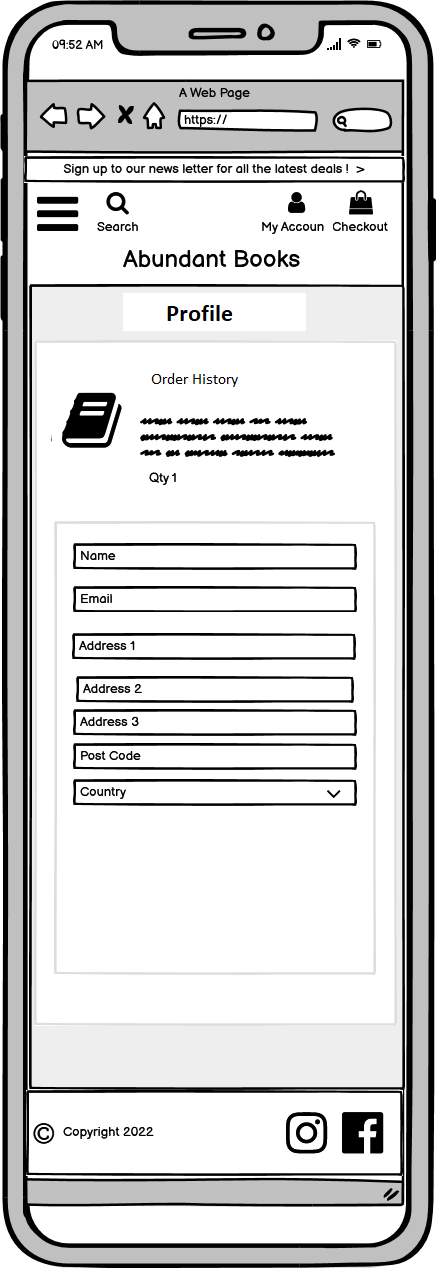 09:52 AM
A Web Page
https://
Sign up to our news letter for all the latest deals ! >
Search
My Accoun
Checkout
Abundant Books
Profile
Order History
Qty 1
Name
Email
Address 1
Address 2
Address 3
Post Code
Country
© Copyright 2022